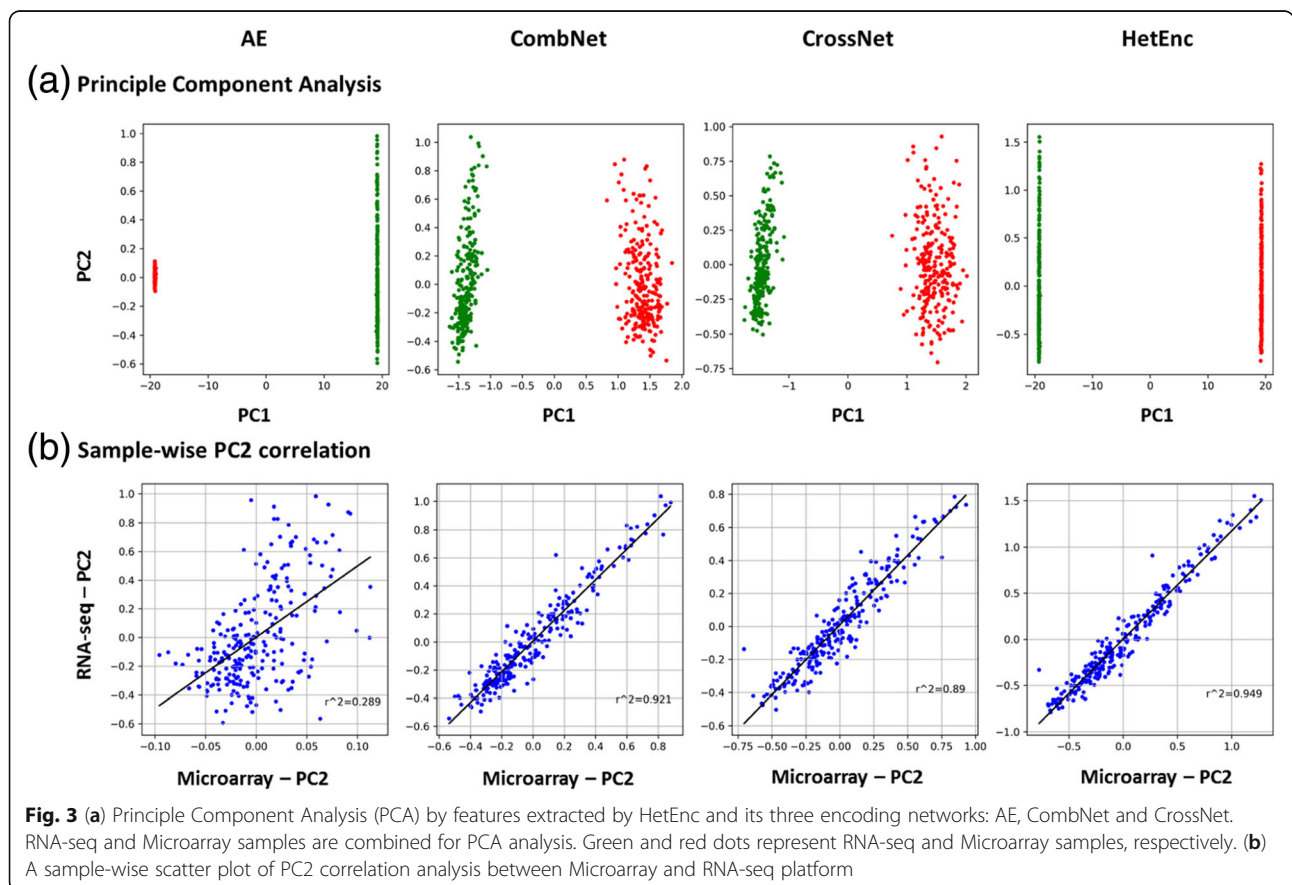 AE CombNet CrossNet HetEnc
(a) Principle Component Analysis
PC2
1.0
0.8
0.6
0.4
0.2
0.0
−0.2
−0.4
−0.6
−20 −10 0 10 20
PC1
1.0
0.8
0.6
0.4
0.2
0.0
−0.2
−0.4
−0.6
−1.5 −1.0 −0.5 0.0 0.5 1.0 1.5 2.0
PC1
1.00
0.75
0.50
0.25
0.00
−0.25
−0.50
−0.75
−1 0 1 2
PC1
1.5
1.0
0.5
0.0
−0.5
−20 −10 0 10 20
PC1
(b) Sample-wise PC2 correlation
RNA-seq – PC2
1.0
0.8
0.6
0.4
0.2
0.0
−0.2
−0.4
−0.6
r^2=0.289
−0.10 −0.05 0.00 0.05 0.10
Microarray – PC2
1.0
0.8
0.6
0.4
0.2
0.0
−0.2
−0.4
−0.6
r^2=0.921
−0.6 −0.4 −0.2 0.0 0.2 0.4 0.6 0.8
Microarray – PC2
0.8
0.6
0.4
0.2
0.0
−0.2
−0.4
−0.6
r^2=0.89
−0.75 −0.50 −0.25 0.00 0.25 0.50 0.75 1.00
Microarray – PC2
1.5
1.0
0.5
0.0
−0.5
−1.0
r^2=0.949
−0.5 0.0 0.5 1.0
Microarray – PC2
Fig. 3 (a) Principle Component Analysis (PCA) by features extracted by HetEnc and its three encoding networks: AE, CombNet and CrossNet.
RNA-seq and Microarray samples are combined for PCA analysis. Green and red dots represent RNA-seq and Microarray samples, respectively. (b)
A sample-wise scatter plot of PC2 correlation analysis between Microarray and RNA-seq platform